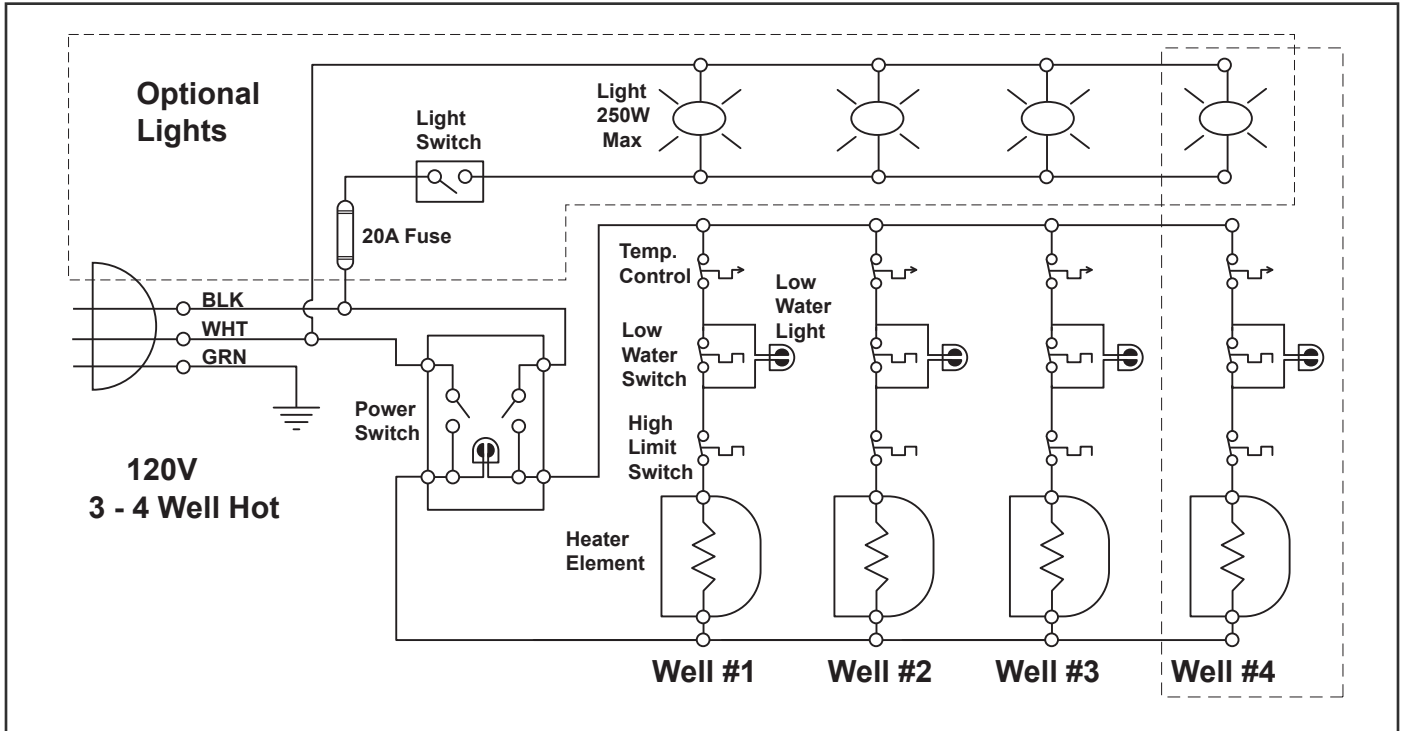 Optional
Lights
Light
Switch
Light
250W
Max
20A Fuse
BLK
WHT
GRN
Temp.
Control
Low
Water
Light
Low
Water
Switch
Power
Switch
High
Limit
Switch
120V
3 - 4 Well Hot
Heater
Element
Well #1
Well #2
Well #3
Well #4